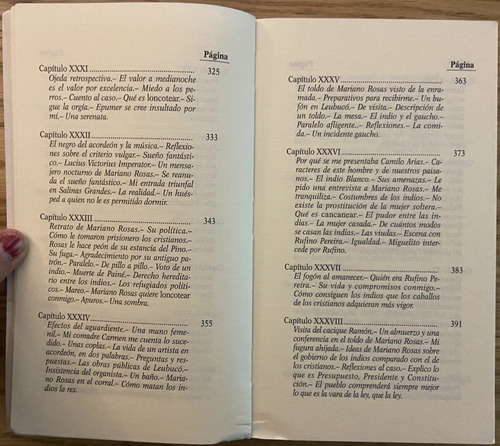 Página
Capítulo XXXI ........................................ 325
Ojeda retrospectiva.– El valor a medianoche
es el valor por excelencia.– Miedo a los pe-
rros.– Cuento al caso.– Qué es loncotear.– Si-
gue la orgía.– Epumer se cree insultado por
mí.– Una serenata.
Capítulo XXXII ........................................ 333
El negro del acordeón y la música.– Reflexio-
nes sobre el criterio vulgar.– Sueño fantásti-
co.– Lucius Victorius Imperator.– Un mensa-
jero nocturno de Mariano Rosas.– Se reanu-
da el sueño fantástico.– Mi entrada triunfal
en Salinas Grandes.– La realidad.– Un hués-
ped a quien no le es permitido dormir.
Capítulo XXXIII ........................................ 343
Retrato de Mariano Rosas.– Su política.–
Cómo le tomaron prisionero los cristianos.–
Rosas le hace peón de su estancia del Pino.–
Su fuga.– Agradecimiento por su antiguo pa-
trón.– Paralelo.– De pillo a pillo.– Voto de un
indio.– Muerte de Painé.– Derecho heredita-
rio entre los indios.– Los refugiados políti-
cos.– Mareo.– Mariano Rosas quiere loncotear
conmigo.– Apuros.– Una sombra.
Capítulo XXXIV ........................................ 355
Efectos del aguardiente.– Una mano feme-
nil.– Mi comadre Carmen me cuenta lo suce-
dido.– Unas coplas.– La vida de un artista en
acordeón, en dos palabras.– Preguntas y res-
puestas.– Las obras públicas de Leubucó.–
Insistencia del organista.– Un baño.– Maria-
no Rosas en el corral.– Cómo matan los in-
dios la res.
Página
Capítulo XXXV ........................................ 363
El toldo de Mariano Rosas visto de la enra-
mada.– Preparativos para recibirme.– Un bu-
fón en Leubucó.– De visita.– Descripción de
un toldo.– La mesa.– El indio y el gaucho.–
Paralelo afligente.– Reflexiones.– La comi-
da.– Un incidente gaucho.
Capítulo XXXVI ........................................ 373
Por qué se me presentaba Camilo Arias.– Ca-
racteres de este hombre y de nuestros paisa-
nos.– El indio Blanco.– Sus amenazas.– Le
pido una entrevista a Mariano Rosas.– Me
tranquiliza.– Costumbres de los indios.– No
existe la prostitución de la mujer soltera.–
Qué es cancanear.– El pudor entre las in-
dias.– La mujer casada.– De cuántos modos
se casan las indias.– Las viudas.– Escena con
Rufino Pereira.– Igualdad.– Miguelito inter-
cede por Rufino.
Capítulo XXXVII ........................................ 383
El fogón al amanecer.– Quién era Rufino Pe-
reira.– Su vida y compromisos conmigo.–
Cómo consiguen los indios que los caballos
de los cristianos adquieran más vigor.
Capítulo XXXVIII ........................................ 391
Visita del cacique Ramón.– Un almuerzo y una
conferencia en el toldo de Mariano Rosas.– Mi
futura ahijada.– Ideas de Mariano Rosas sobre
el gobierno de los indios comparado con el de
los cristianos.– Reflexiones al caso.– Explico lo
que es Presupuesto, Presidente y Constitu-
ción.– El pueblo comprenderá siempre mejor
lo que es la vara de la ley, que la ley.